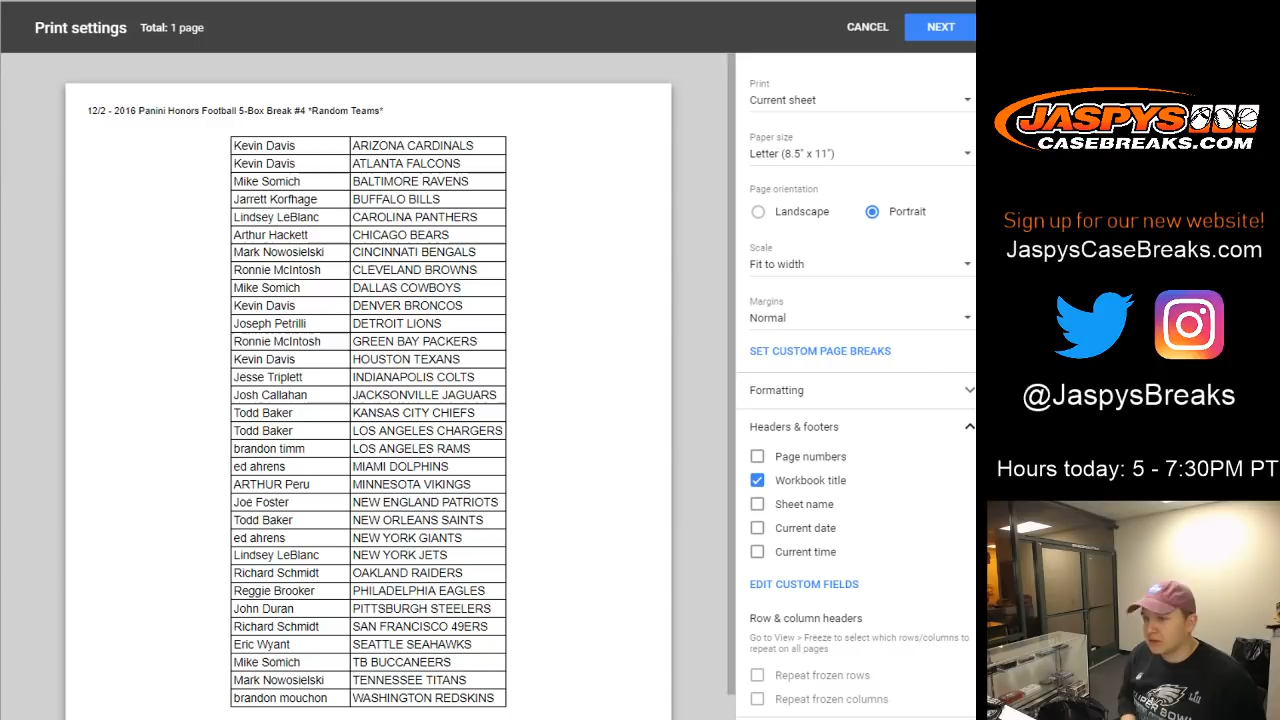 Print settings Total: 1 page CANCEL NEXT
12/2 - 2016 Panini Honors Football 5-Box Break #4 *Random Teams*
Kevin Davis ARIZONA CARDINALS
Kevin Davis ATLANTA FALCONS
Mike Somich BALTIMORE RAVENS
Jarrett Korfhage BUFFALO BILLS
Lindsey LeBlanc CAROLINA PANTHERS
Arthur Hackett CHICAGO BEARS
Mark Nowosielski CINCINNATI BENGALS
Ronnie McIntosh CLEVELAND BROWNS
Mike Somich DALLAS COWBOYS
Kevin Davis DENVER BRONCOS
Joseph Petrilli DETROIT LIONS
Ronnie McIntosh GREEN BAY PACKERS
Kevin Davis HOUSTON TEXANS
Jesse Triplett INDIANAPOLIS COLTS
Josh Callahan JACKSONVILLE JAGUARS
Todd Baker KANSAS CITY CHIEFS
Todd Baker LOS ANGELES CHARGERS
brandon timm LOS ANGELES RAMS
ed ahrens MIAMI DOLPHINS
ARTHUR Peru MINNESOTA VIKINGS
Joe Foster NEW ENGLAND PATRIOTS
Todd Baker NEW ORLEANS SAINTS
ed ahrens NEW YORK GIANTS
Lindsey LeBlanc NEW YORK JETS
Richard Schmidt OAKLAND RAIDERS
Reggie Brooker PHILADELPHIA EAGLES
John Duran PITTSBURGH STEELERS
Richard Schmidt SAN FRANCISCO 49ERS
Eric Wyant SEATTLE SEAHAWKS
Mike Somich TB BUCCANEERS
Mark Nowosielski TENNESSEE TITANS
brandon mouchon WASHINGTON REDSKINS
Print
Current sheet
Paper size
Letter (8.5" x 11")
Page orientation
Landscape Portrait
Scale
Fit to width
Margins
Normal
SET CUSTOM PAGE BREAKS
Formatting
Headers & footers
Page numbers
Workbook title
Sheet name
Current date
Current time
EDIT CUSTOM FIELDS
Row & column headers
Go to View > Freeze to select which rows/columns to
repeat on all pages
Repeat frozen rows
Repeat frozen columns
JASPYS
CASEBREAKS.COM
Sign up for our new website!
JaspysCaseBreaks.com
@JaspysBreaks
Hours today: 5 - 7:30PM PT
LII
SUPER BOWL